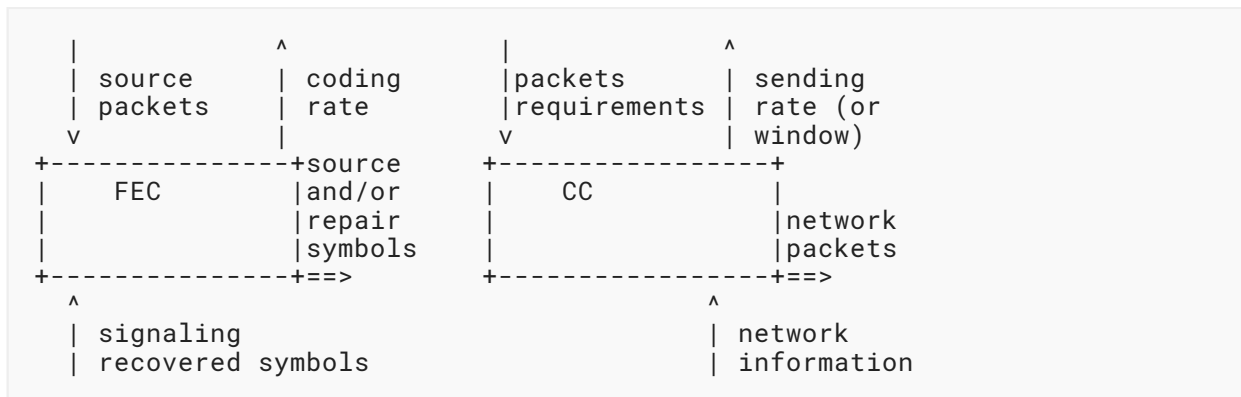 |             ^              |              ^
| source      | coding       |packets       | sending
| packets     | rate         |requirements  | rate (or
v             |              v              | window)
+---------------+source     +-----------------+
|    FEC        |and/or     |    CC           |
|               |repair     |                 |network
|               |symbols    |                 |packets
+---------------+==>        +-----------------+==>
^                                        ^
| signaling                              | network
| recovered symbols                      | information